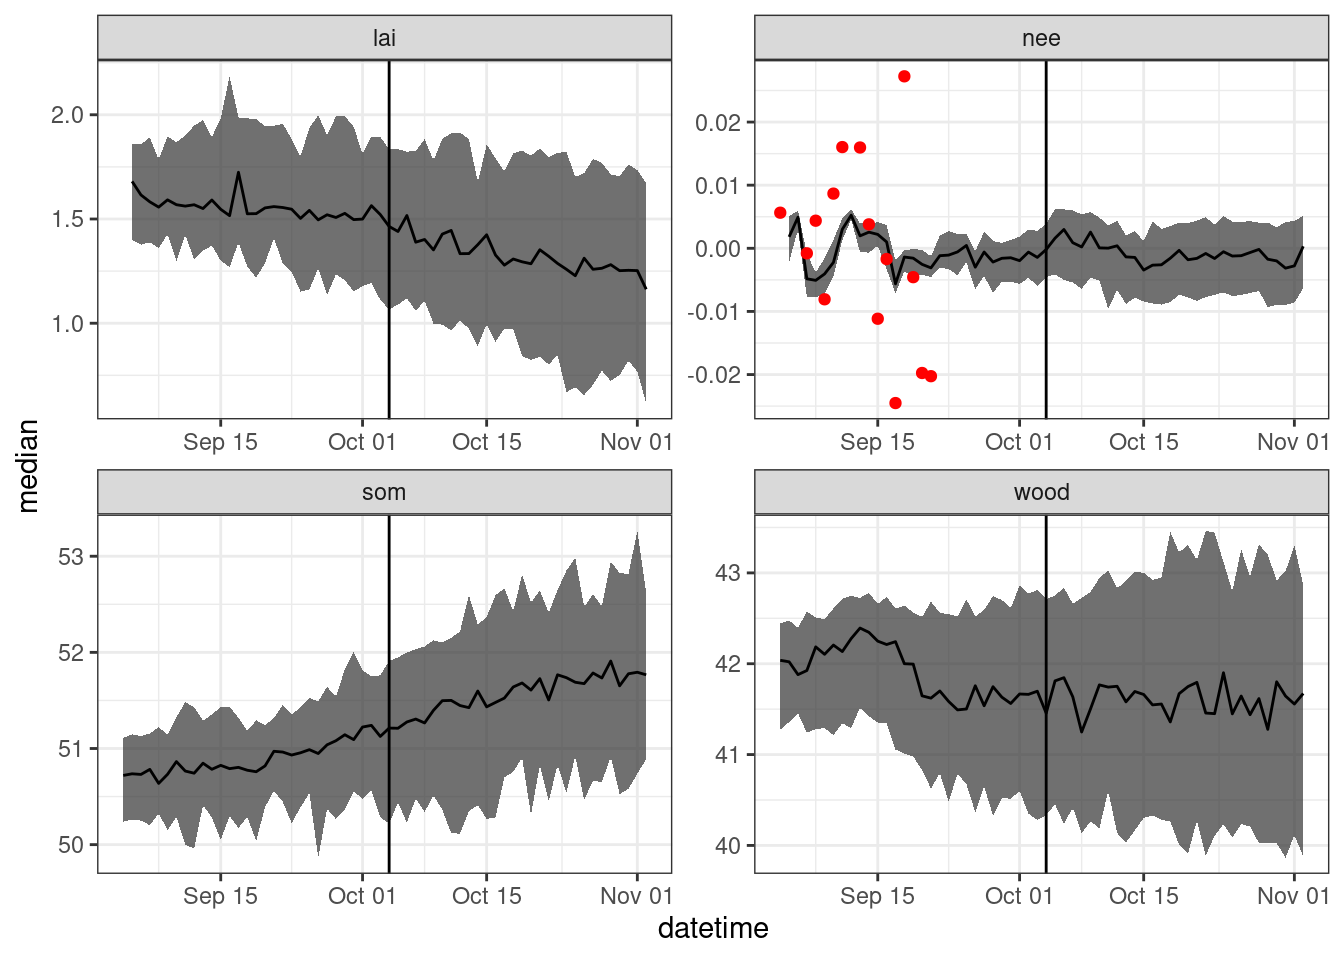 lai
nee
2.0
1.5
1.0
0.02
0.01
0.00
-0.01
-0.02
Sep 15 Oct 01 Oct 15 Nov 01
Sep 15 Oct 01 Oct 15 Nov 01
median
som
wood
53
52
51
50
43
42
41
40
Sep 15 Oct 01 Oct 15 Nov 01
Sep 15 Oct 01 Oct 15 Nov 01
datetime